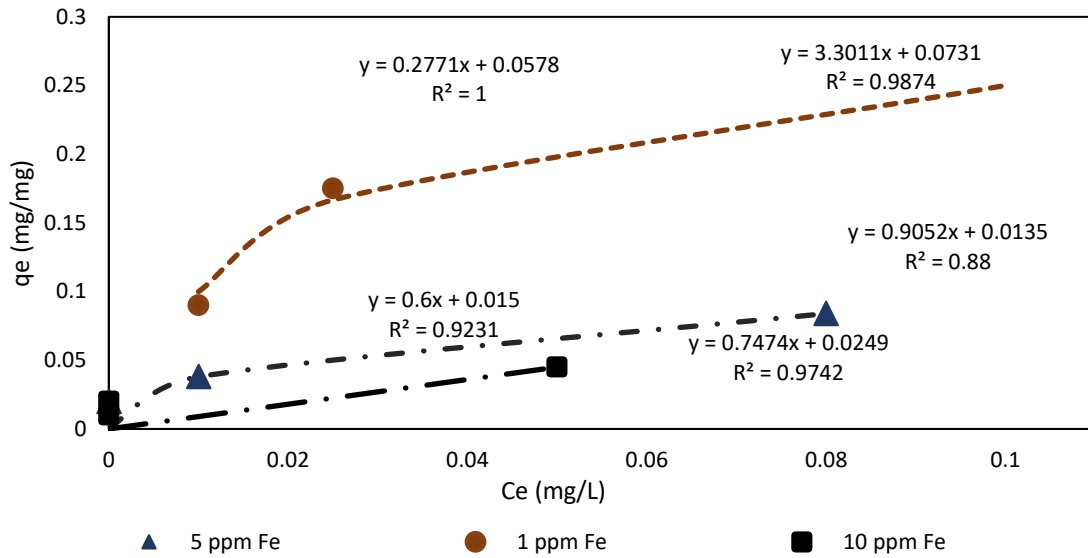 0.3
0.25
0.2
0.15
0.1
0.05
0
qe (mg/mg)
y = 0.2771x + 0.0578
R² = 1
y = 3.3011x + 0.0731
R² = 0.9874
y = 0.9052x + 0.0135
R² = 0.88
y = 0.6x + 0.015
R² = 0.9231
y = 0.7474x + 0.0249
R² = 0.9742
0 0.02 0.04 0.06 0.08 0.1
Ce (mg/L)
5 ppm Fe 1 ppm Fe 10 ppm Fe